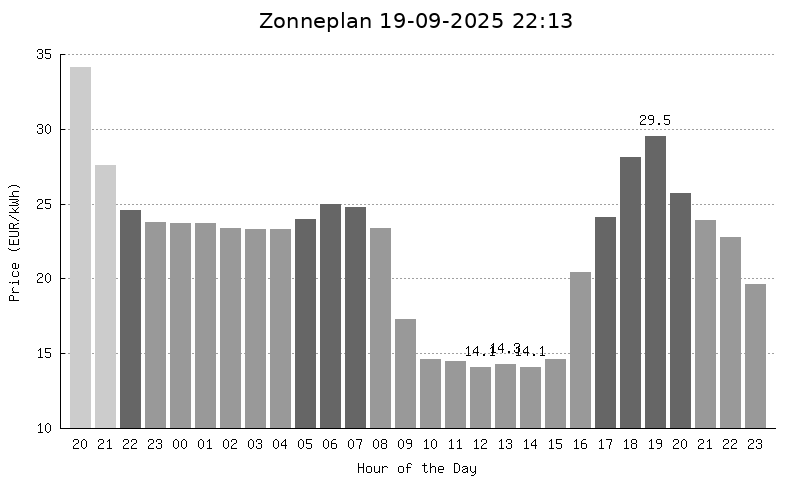 Zonneplan 19-09-2025 22:13
Price (EUR/kWh)
35
30
25
20
15
10
29.5
14.1
14.3
14.1
20 21 22 23 00 01 02 03 04 05 06 07 08 09 10 11 12 13 14 15 16 17 18 19 20 21 22 23
Hour of the Day